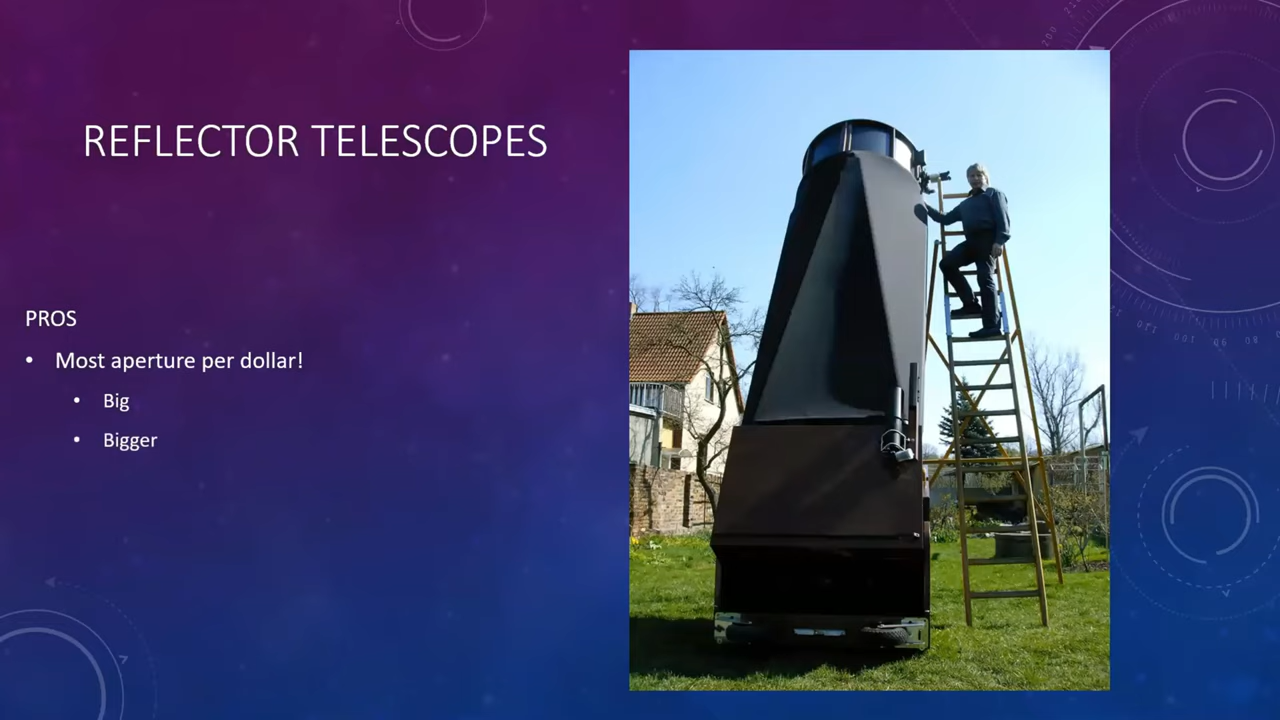 REFLECTOR TELESCOPES
PROS
• Most aperture per dollar!
• Big
• Bigger